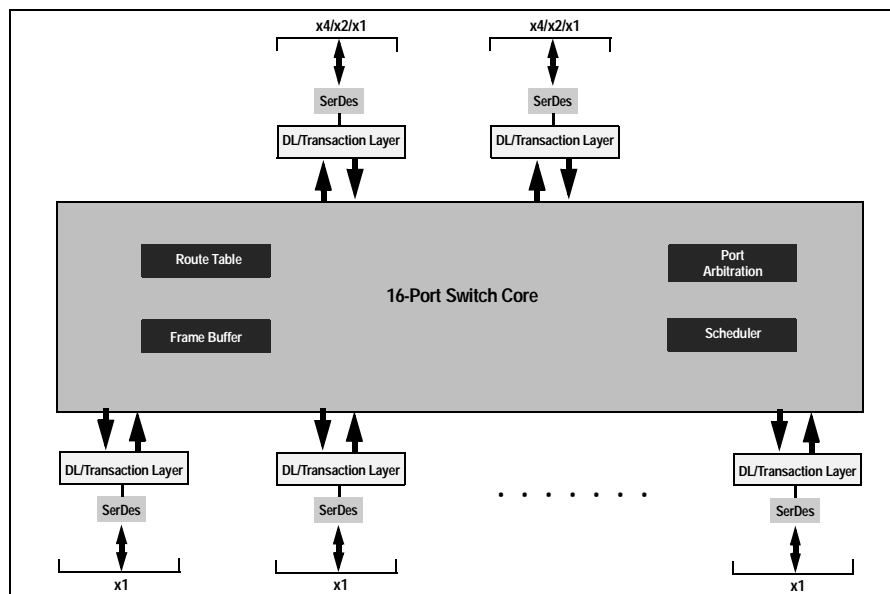 x4/x2/x1
x4/x2/x1
SerDes
SerDes
DL/Transaction Layer
DL/Transaction Layer
Route Table
Port
Arbitration
16-Port Switch Core
Frame Buffer
Scheduler
DL/Transaction Layer
DL/Transaction Layer
DL/Transaction Layer
. . . . . . .
SerDes
SerDes
SerDes
x1
x1
x1